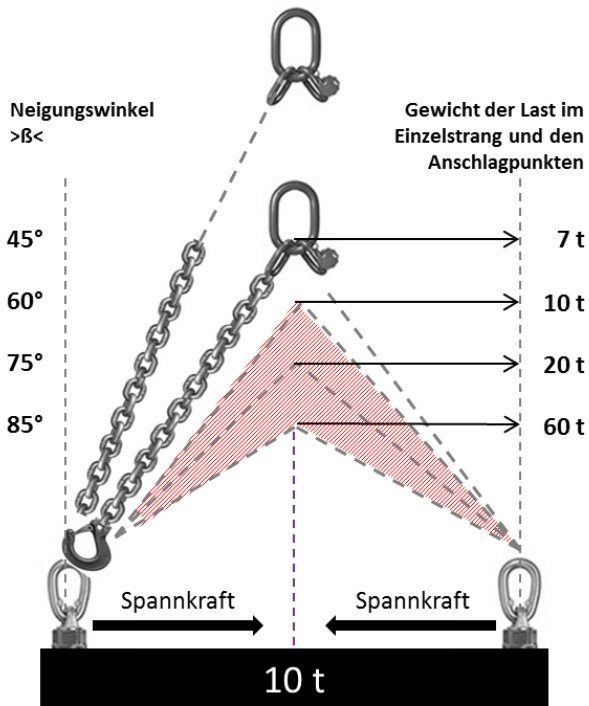 Neigungswinkel
>ß<
Gewicht der Last im
Einzelstrang und den
Anschlagpunkten
45°
7 t
60°
10 t
75°
20 t
85°
60 t
Spannkraft
Spannkraft
10 t